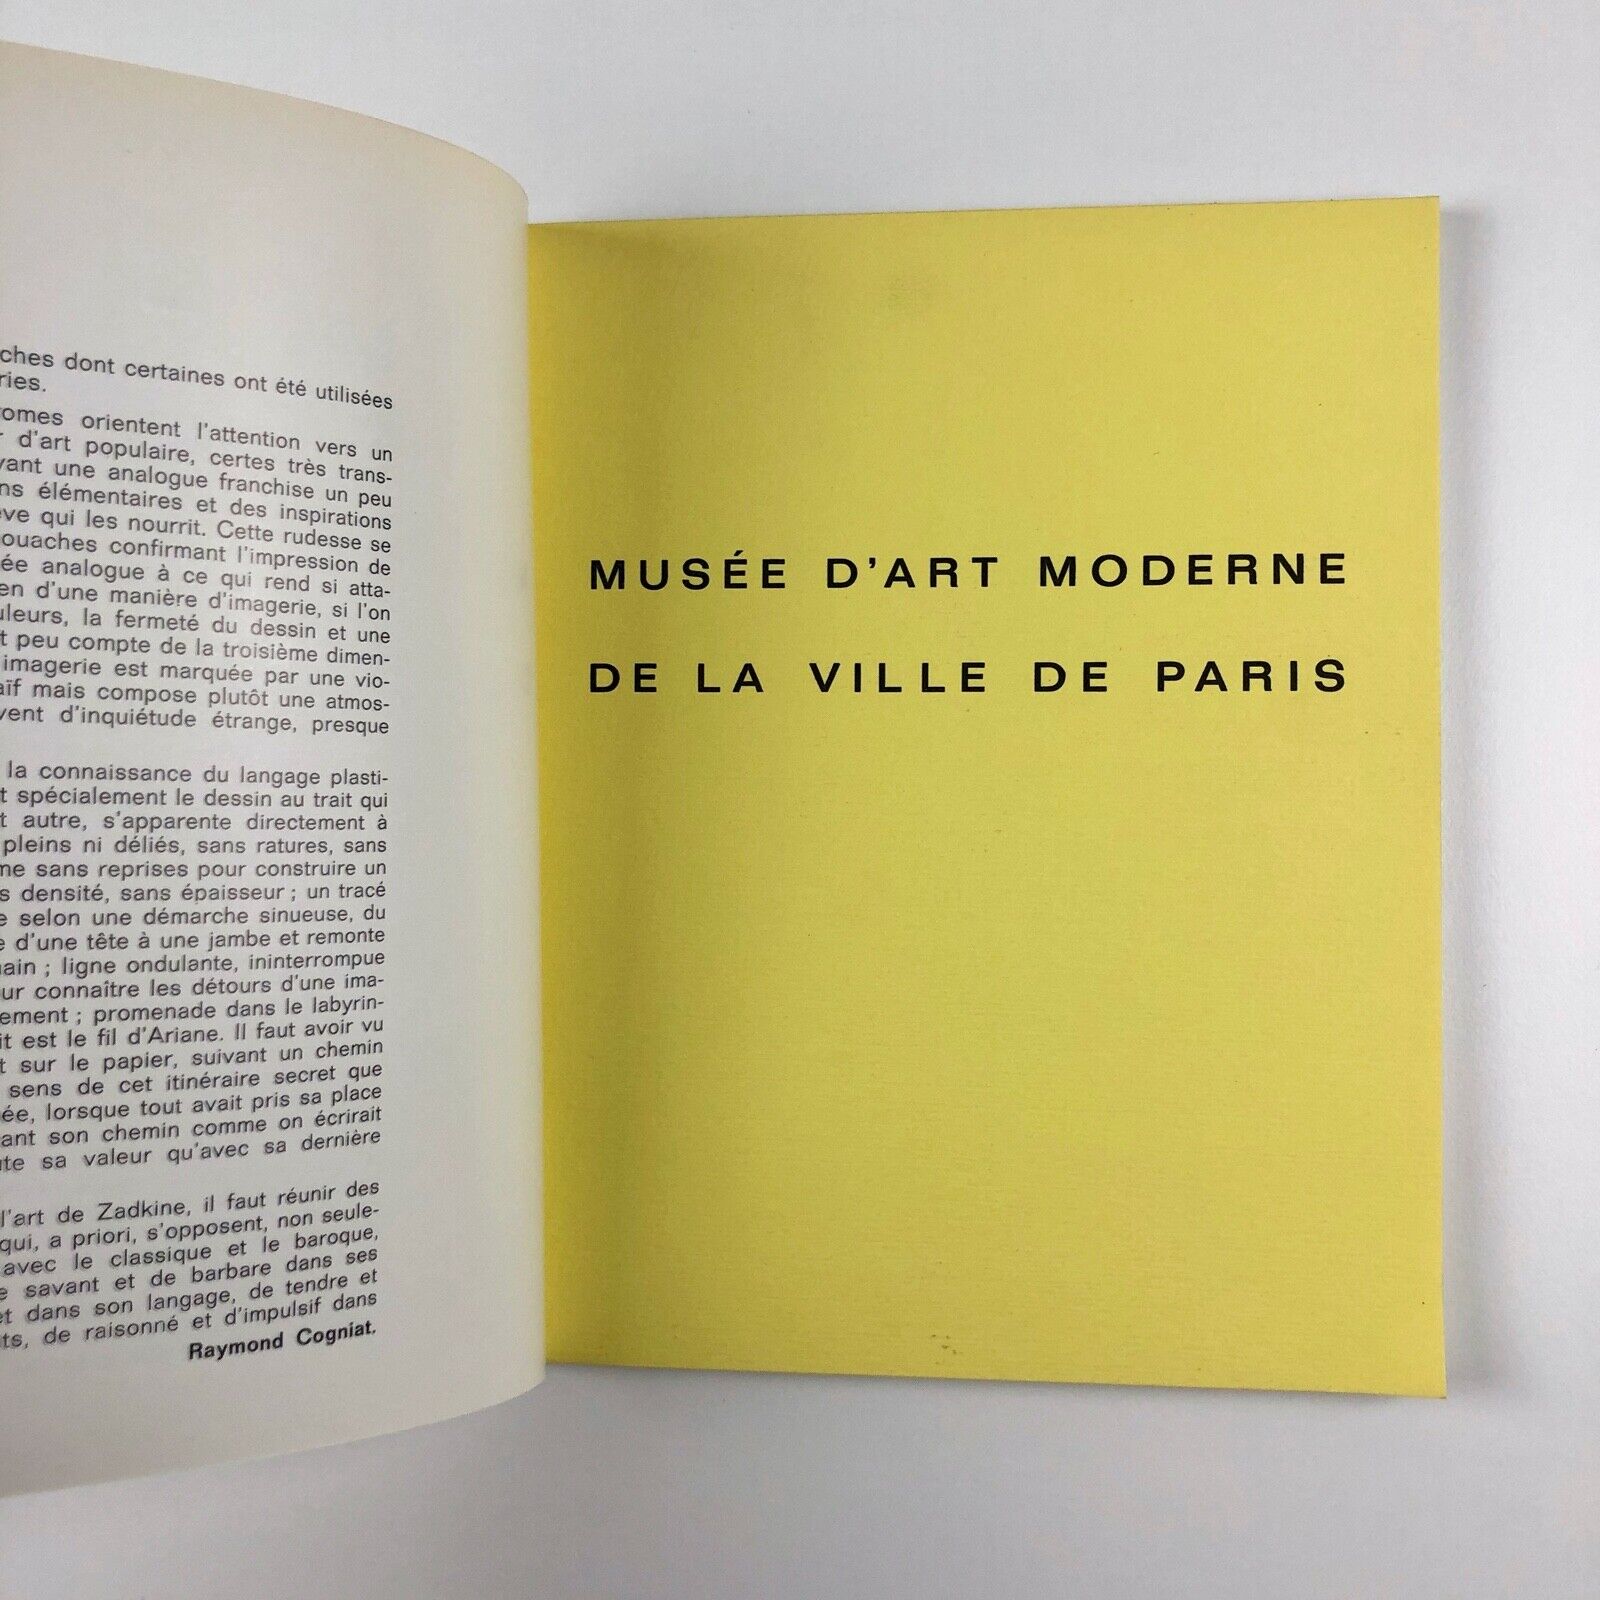 ches dont certaines ont été utilisées
ries.
omes orientent l'attention vers un
d'art populaire, certes très trans-
vant une analogue franchise un peu
ns élémentaires et des inspirations
ève qui les nourrit. Cette rudesse se
ouaches confirmant l'impression de
ée analogue à ce qui rend si atta-
en d'une manière d'imagerie, si l'on
uleurs, la fermeté du dessin et une
t peu compte de la troisième dimen-
imagerie est marquée par une vio-
aïf mais compose plutôt une atmos-
vent d'inquiétude étrange, presque
la connaissance du langage plasti-
t spécialement le dessin au trait qui
t autre, s'apparente directement à
pleins ni déliés, sans ratures, sans
me sans reprises pour construire un
s densité, sans épaisseur ; un tracé
e selon une démarche sinueuse, du
e d'une tête à une jambe et remonte
nain ; ligne ondulante, ininterrompue
ur connaître les détours d'une ima-
ement ; promenade dans le labyrin-
it est le fil d'Ariane. Il faut avoir vu
t sur le papier, suivant un chemin
sens de cet itinéraire secret que
ée, lorsque tout avait pris sa place
ant son chemin comme on écrirait
ute sa valeur qu'avec sa dernière
l'art de Zadkine, il faut réunir des
qui, a priori, s'opposent, non seule-
avec le classique et le baroque,
e savant et de barbare dans ses
et dans son langage, de tendre et
ts, de raisonné et d'impulsif dans
Raymond Cogniat.
MUSÉE D'ART MODERNE
DE LA VILLE DE PARIS